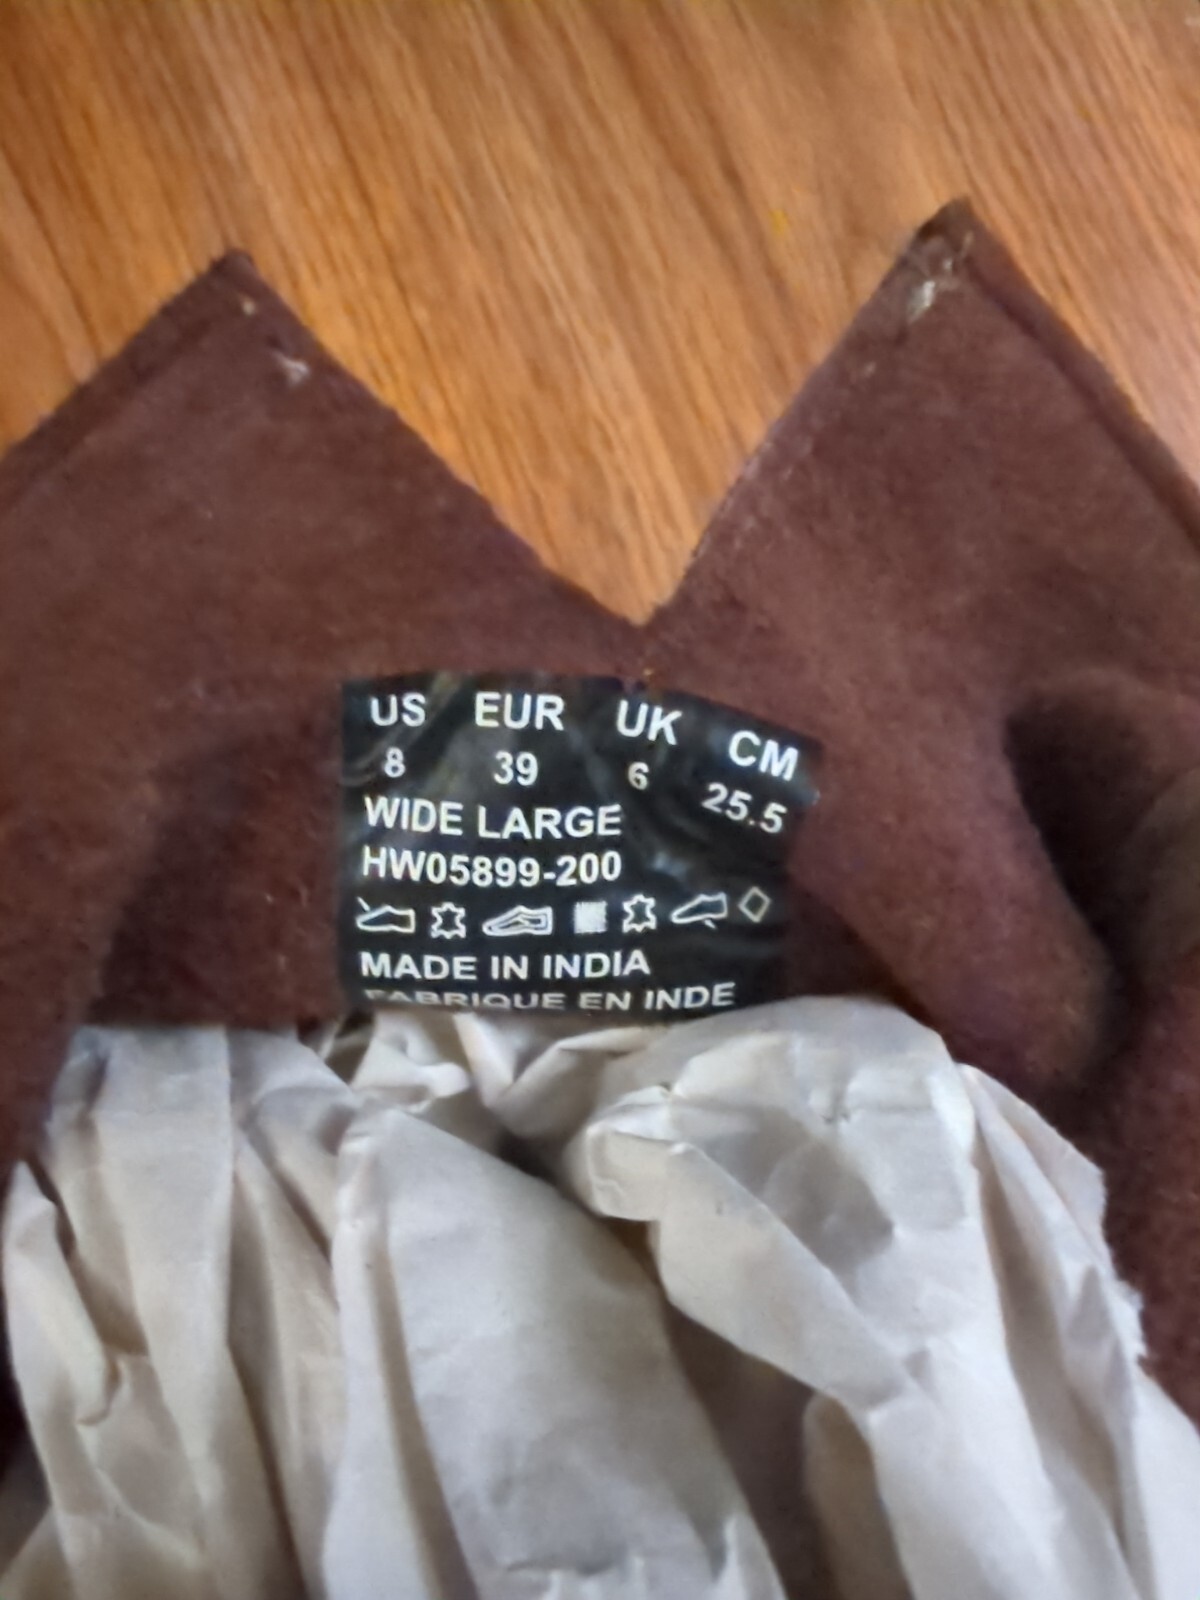 US EUR UK CM
8 39 6 25.5
WIDE LARGE
HW05899-200
MADE IN INDIA
FABRIQUE EN INDE